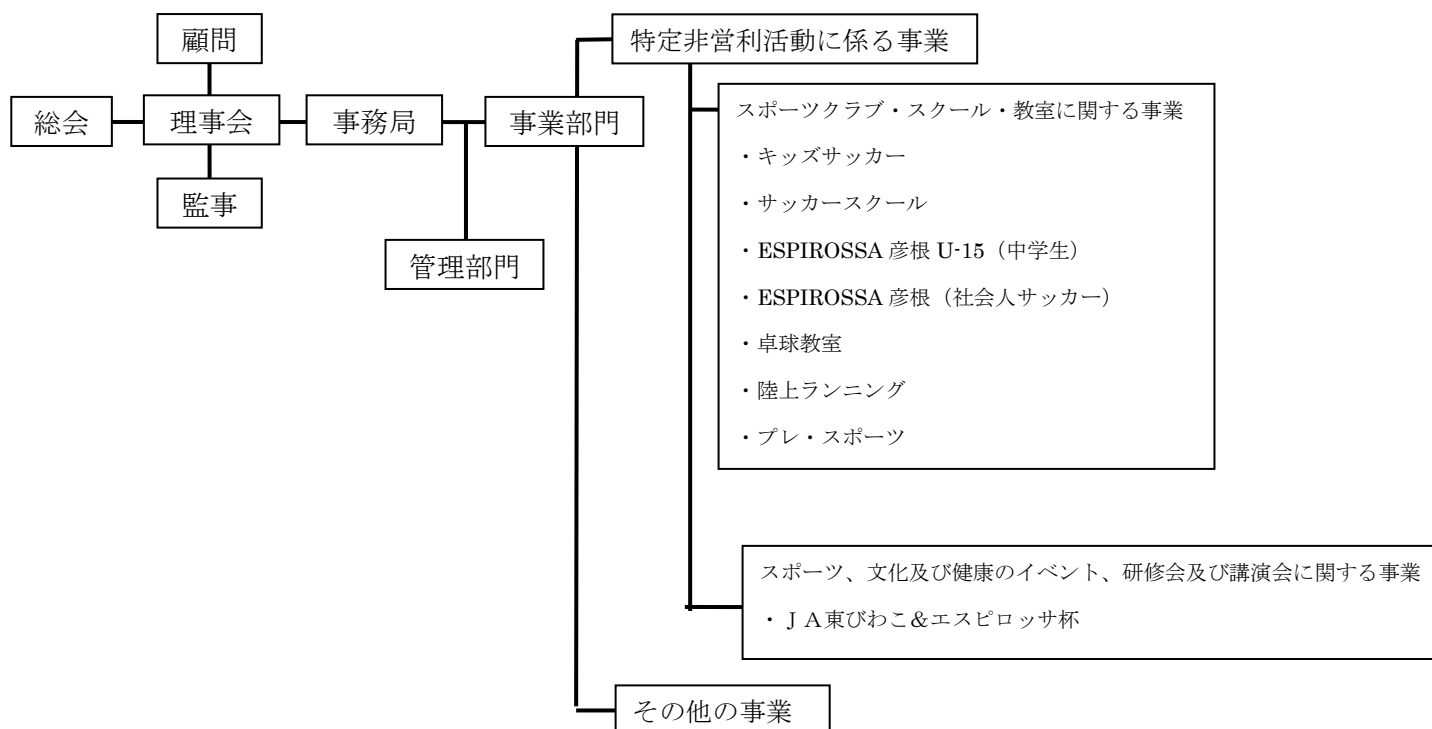 顧問
総会
理事会
事務局
事業部門
監事
管理部門
特定非営利活動に係る事業
スポーツクラブ・スクール・教室に関する事業
・キッズサッカー
・サッカースクール
・ESPIROSSA 彦根 U-15（中学生）
・ESPIROSSA 彦根（社会人サッカー）
・卓球教室
・陸上ランニング
・プレ・スポーツ
スポーツ、文化及び健康のイベント、研修会及び講演会に関する事業
・ＪＡ東びわこ＆エスピロッサ杯
その他の事業